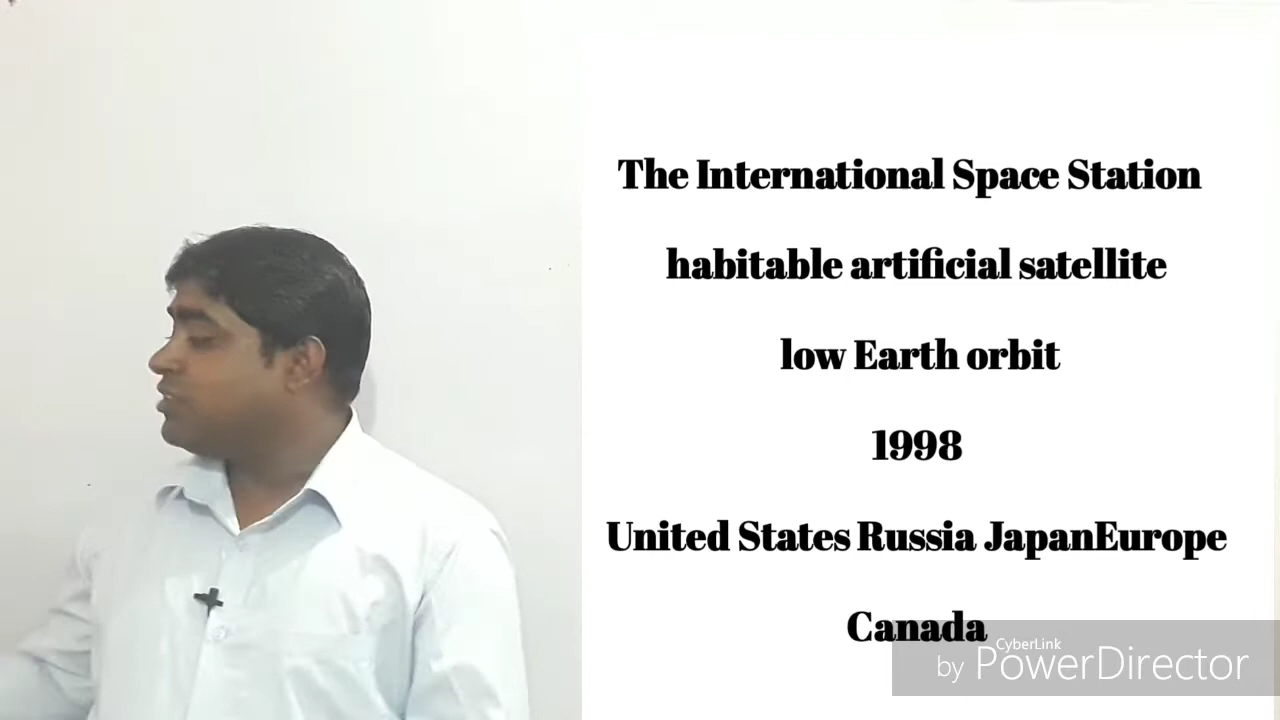 The International Space Station
habitable artificial satellite
low Earth orbit
1998
United States Russia JapanEurope
Canada
CyberLink
by PowerDirector